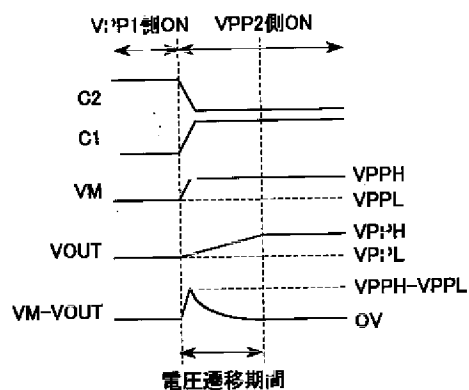 VPP1側ON VPP2側ON
C2
C1
VM
VPPH
VPPL
VOUT
VPPH
VPPL
VM-VOUT
VPPH-VPPL
0V
電圧遷移期間